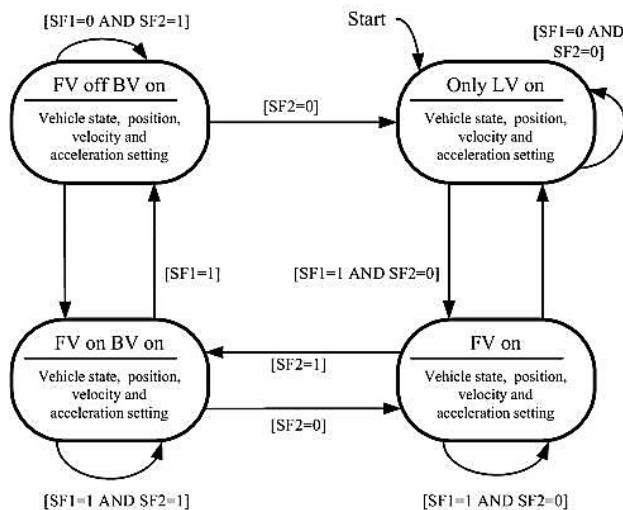 [SF1=0 AND SF2=1]
Start
[SF1=0 AND
SF2=0]
FV off BV on
Vehicle state, position,
velocity and
acceleration setting
[SF2=0]
Only LV on
Vehicle state, position,
velocity and
acceleration setting
[SF1=1]
[SF1=1 AND SF2=0]
FV on BV on
Vehicle state, position,
velocity and
acceleration setting
[SF2=1]
[SF2=0]
FV on
Vehicle state, position,
velocity and
acceleration setting
[SF1=1 AND SF2=1]
[SF1=1 AND SF2=0]